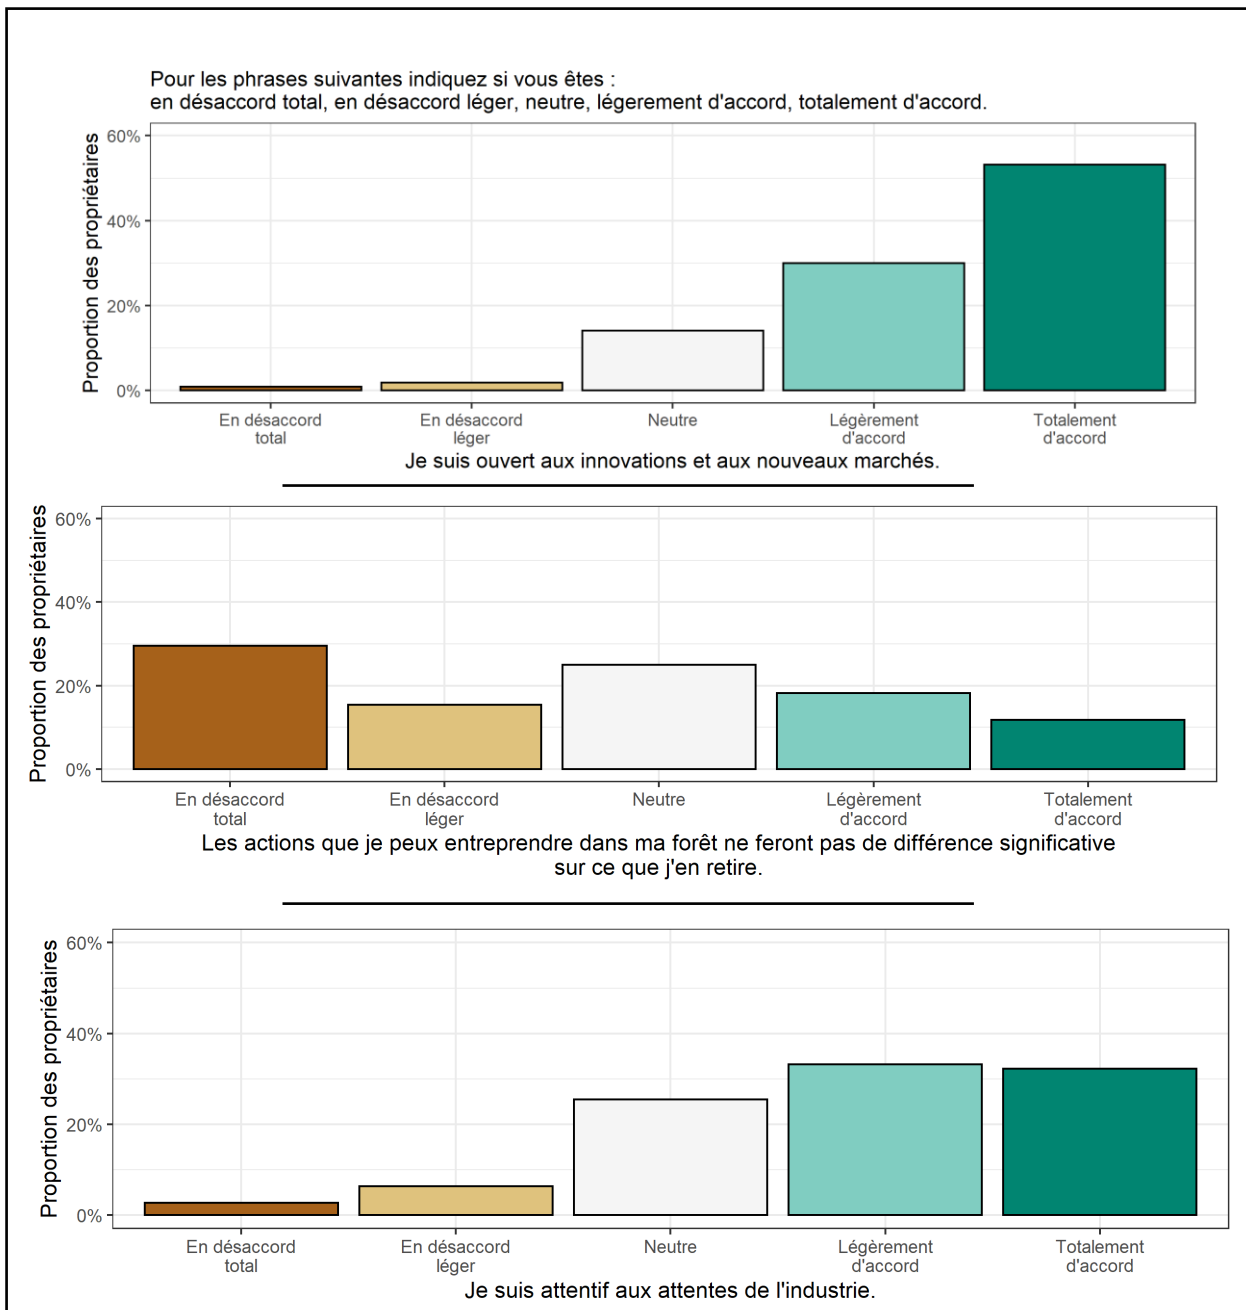 Pour les phrases suivantes indiquez si vous êtes :
en désaccord total, en désaccord léger, neutre, légerement d'accord, totalement d'accord.
Proportion des propriétaires
60%
40%
20%
0%
En désaccord total
En désaccord léger
Neutre
Légèrement d'accord
Totalement d'accord
Je suis ouvert aux innovations et aux nouveaux marchés.
Proportion des propriétaires
60%
40%
20%
0%
En désaccord total
En désaccord léger
Neutre
Légèrement d'accord
Totalement d'accord
Les actions que je peux entreprendre dans ma forêt ne feront pas de différence significative
sur ce que j'en retire.
Proportion des propriétaires
60%
40%
20%
0%
En désaccord total
En désaccord léger
Neutre
Légèrement d'accord
Totalement d'accord
Je suis attentif aux attentes de l'industrie.